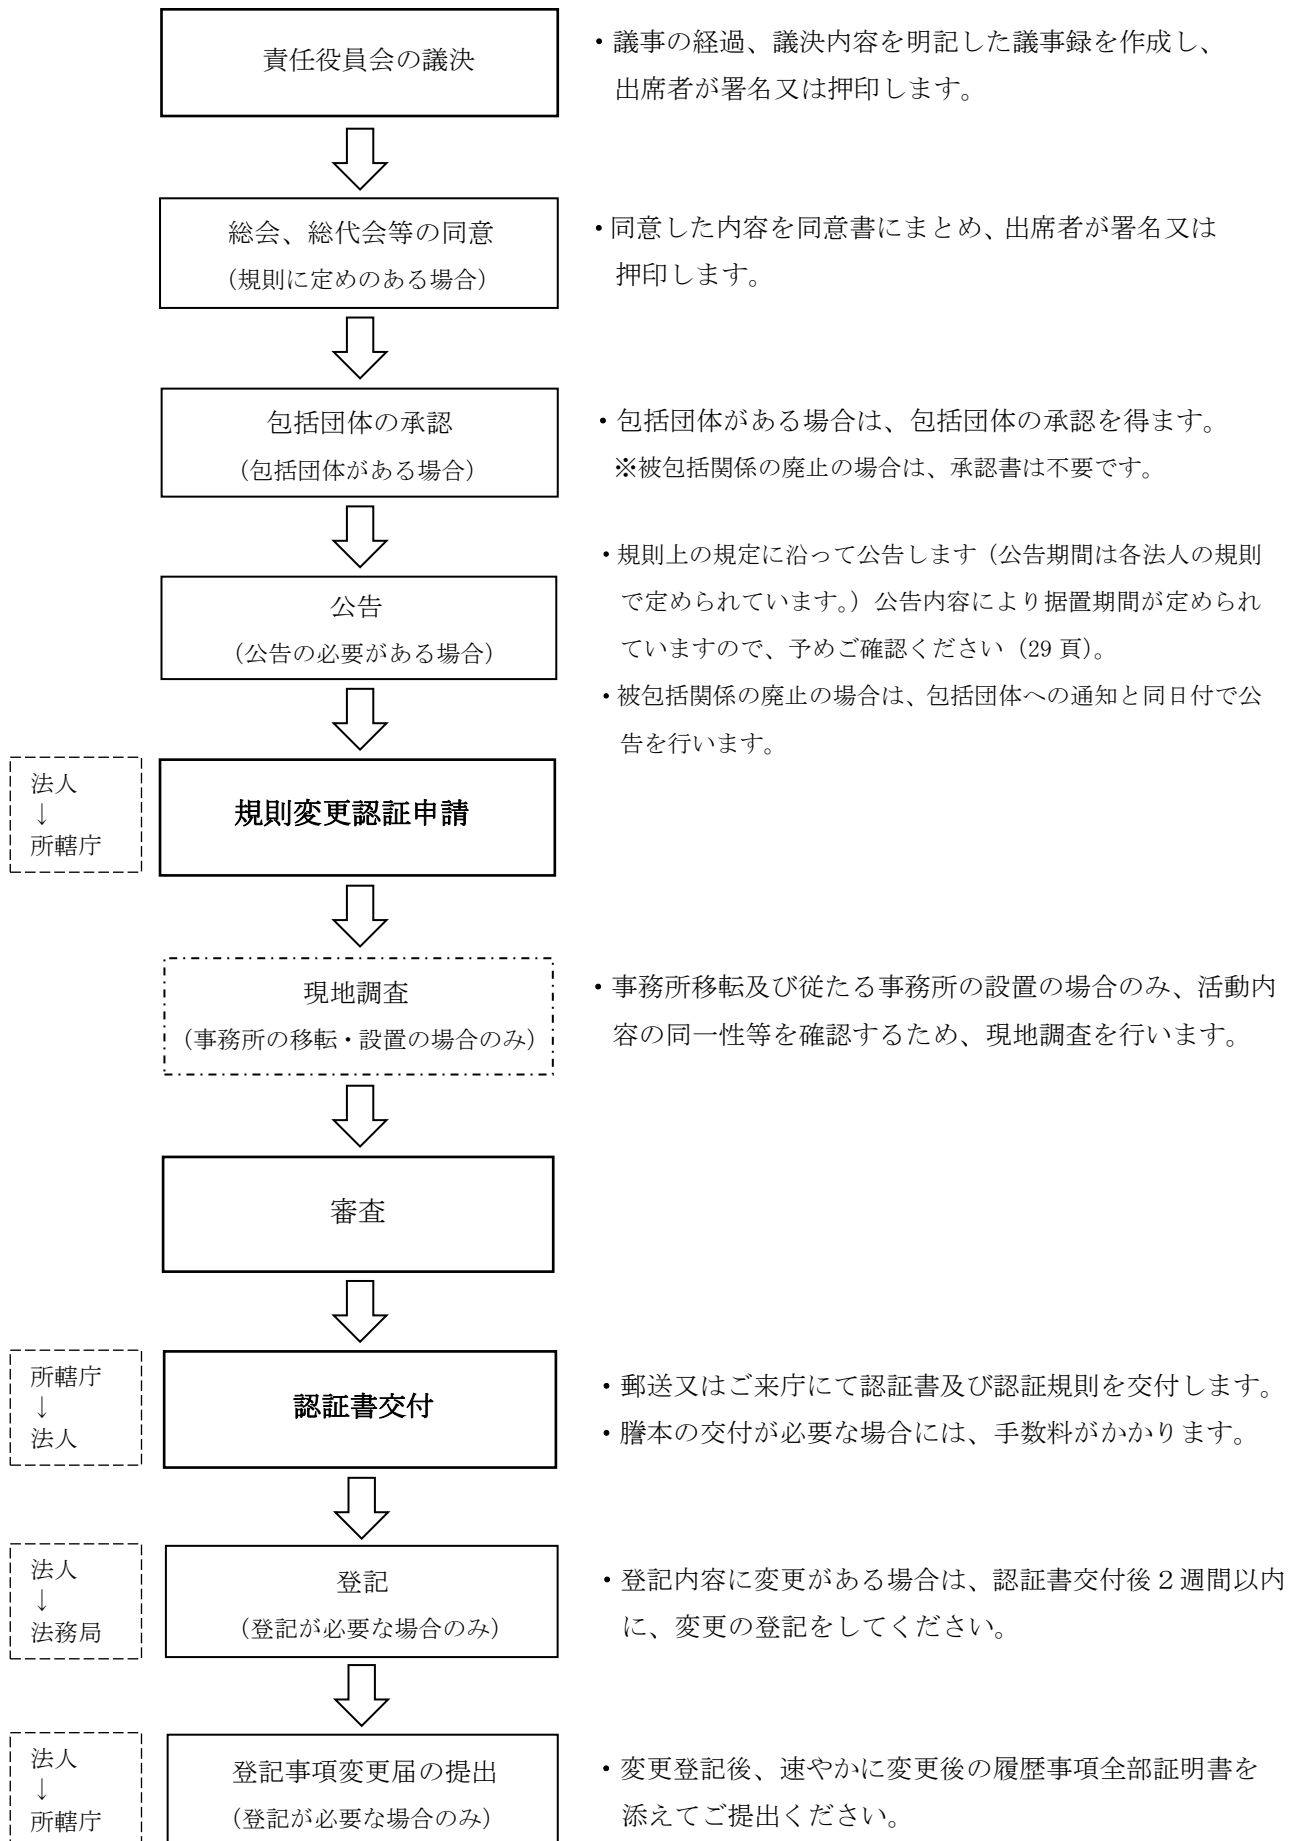 責任役員会の議決
・議事の経過、議決内容を明記した議事録を作成し、
出席者が署名又は押印します。
総会、総代会等の同意
（規則に定めのある場合）
・同意した内容を同意書にまとめ、出席者が署名又は
押印します。
包括団体の承認
（包括団体がある場合）
・包括団体がある場合は、包括団体の承認を得ます。
※被包括関係の廃止の場合は、承認書は不要です。
公告
（公告の必要がある場合）
・規則上の規定に沿って公告します（公告期間は各法人の規則
で定められています。）公告内容により据置期間が定められ
ていますので、予めご確認ください（29 頁）。
・被包括関係の廃止の場合は、包括団体への通知と同日付で公
告を行います。
法人
↓
所轄庁
規則変更認証申請
現地調査
（事務所の移転・設置の場合のみ）
・事務所移転及び従たる事務所の設置の場合のみ、活動内
容の同一性等を確認するため、現地調査を行います。
審査
所轄庁
↓
法人
認証書交付
・郵送又はご来庁にて認証書及び認証規則を交付します。
・謄本の交付が必要な場合には、手数料がかかります。
法人
↓
法務局
登記
（登記が必要な場合のみ）
・登記内容に変更がある場合は、認証書交付後２週間以内
に、変更の登記をしてください。
法人
↓
所轄庁
登記事項変更届の提出
（登記が必要な場合のみ）
・変更登記後、速やかに変更後の履歴事項全部証明書を
添えてご提出ください。